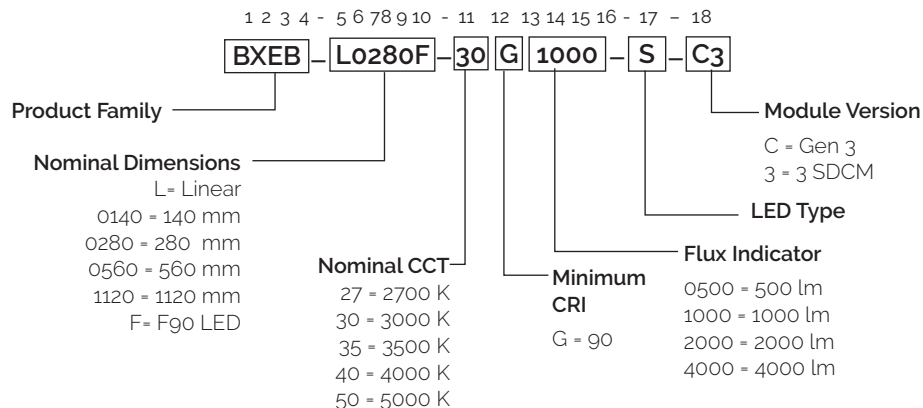 1 2 3 4 - 5 6 7 8 9 10 - 11 12 13 14 15 16 - 17 - 18
BXEB – L0280F – 30 G 1000 – S – C3
Product Family
Module Version
C = Gen 3
3 = 3 SDCM
Nominal Dimensions
L= Linear
0140 = 140 mm
0280 = 280 mm
0560 = 560 mm
1120 = 1120 mm
F= F90 LED
LED Type
Nominal CCT
27 = 2700 K
30 = 3000 K
35 = 3500 K
40 = 4000 K
50 = 5000 K
Minimum
CRI
G = 90
Flux Indicator
0500 = 500 lm
1000 = 1000 lm
2000 = 2000 lm
4000 = 4000 lm